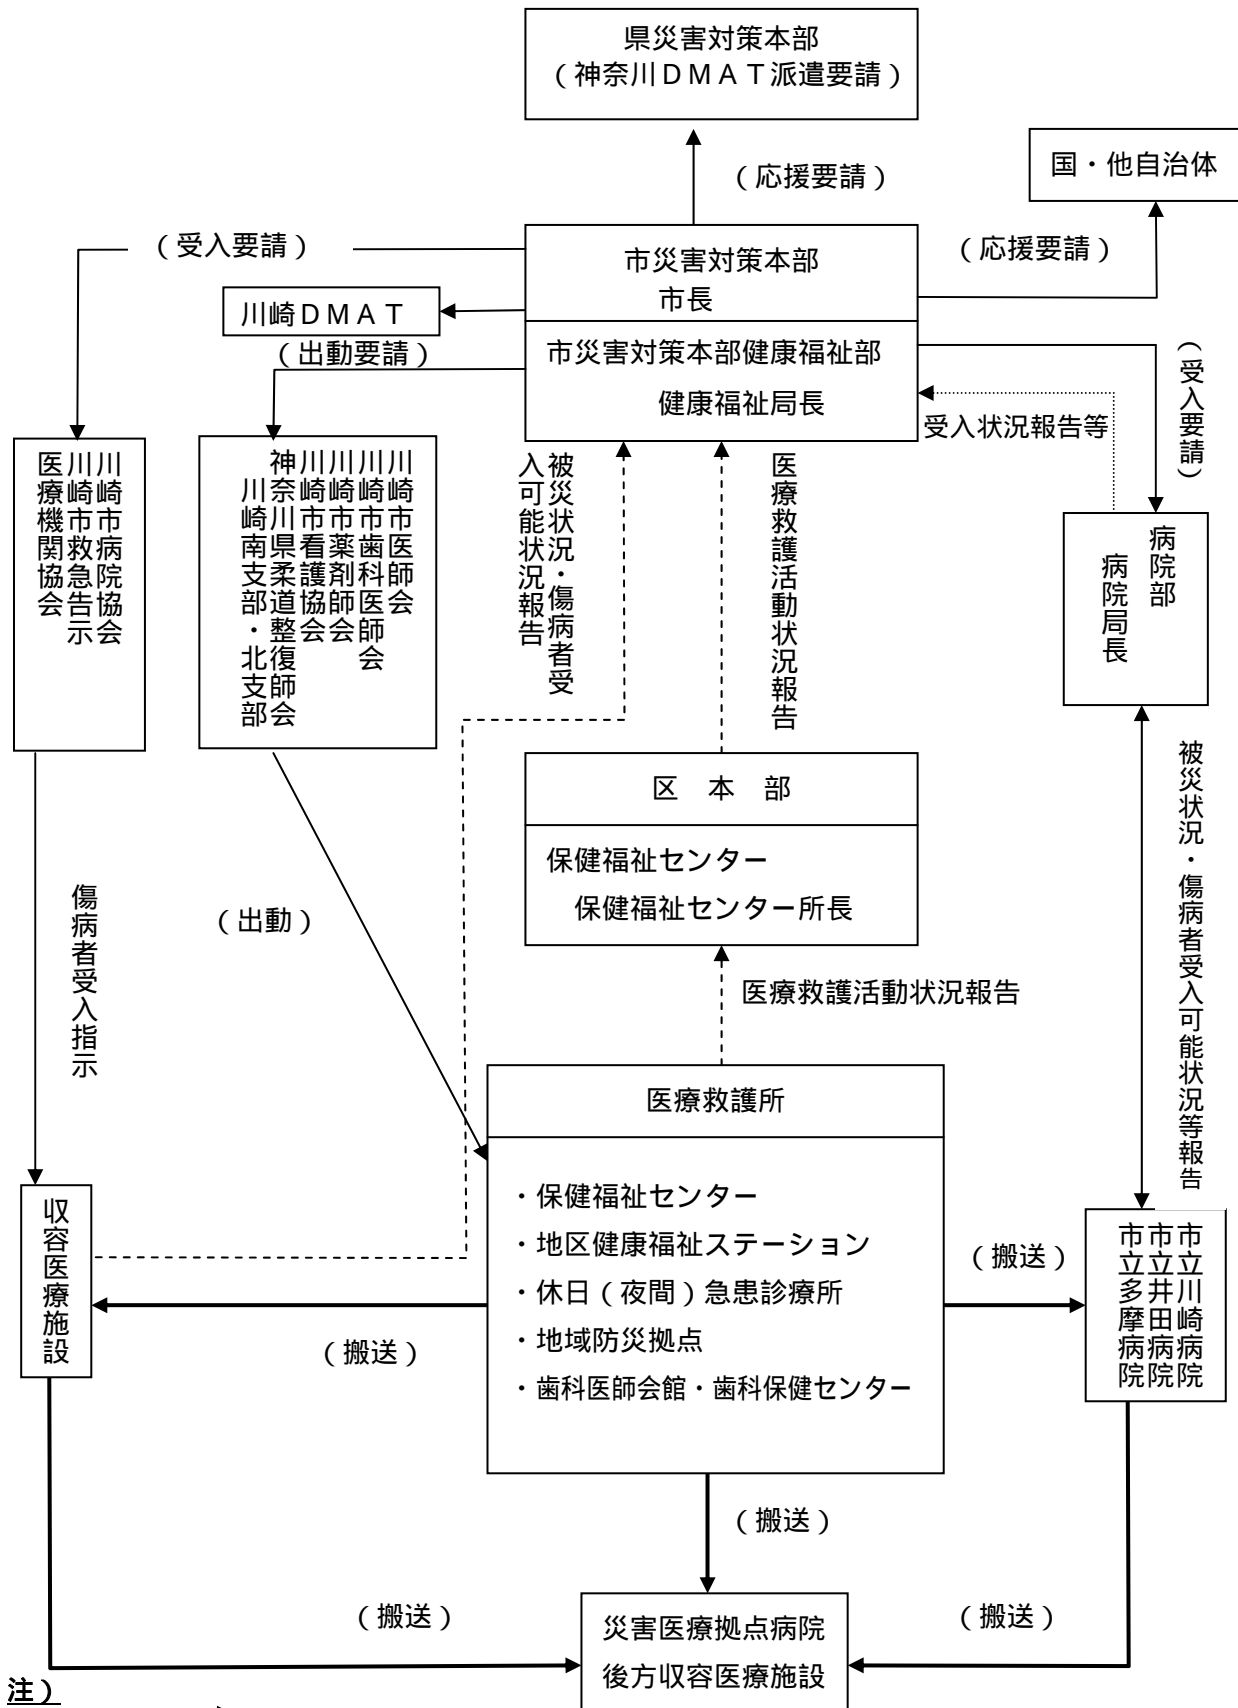 県災害対策本部
（神奈川ＤＭＡＴ派遣要請）
国・他自治体
（応援要請）
（受入要請）
市災害対策本部
市長
（応援要請）
川崎ＤＭＡＴ
（出動要請）
市災害対策本部健康福祉部
健康福祉局長
（受入要請）
受入状況報告等
川崎市病院協会
川崎市救急告示
医療機関協会
川崎市医師会
川崎市歯科医師会
川崎市薬剤師会
川崎市看護協会
神奈川県柔道整復師会
川崎南支部・北支部
被災状況・傷病者受
入可能状況報告
医療救護活動状況報告
病院部
病院局長
区　本　部
保健福祉センター
保健福祉センター所長
被災状況・傷病者受入可能状況等報告
傷病者受入指示
（出動）
医療救護活動状況報告
医療救護所
・保健福祉センター
・地区健康福祉ステーション
・休日（夜間）急患診療所
・地域防災拠点
・歯科医師会館・歯科保健センター
収容医療施設
（搬送）
（搬送）
市立川崎病院
市立井田病院
市立多摩病院
（搬送）
（搬送）
（搬送）
災害医療拠点病院
後方収容医療施設
注）